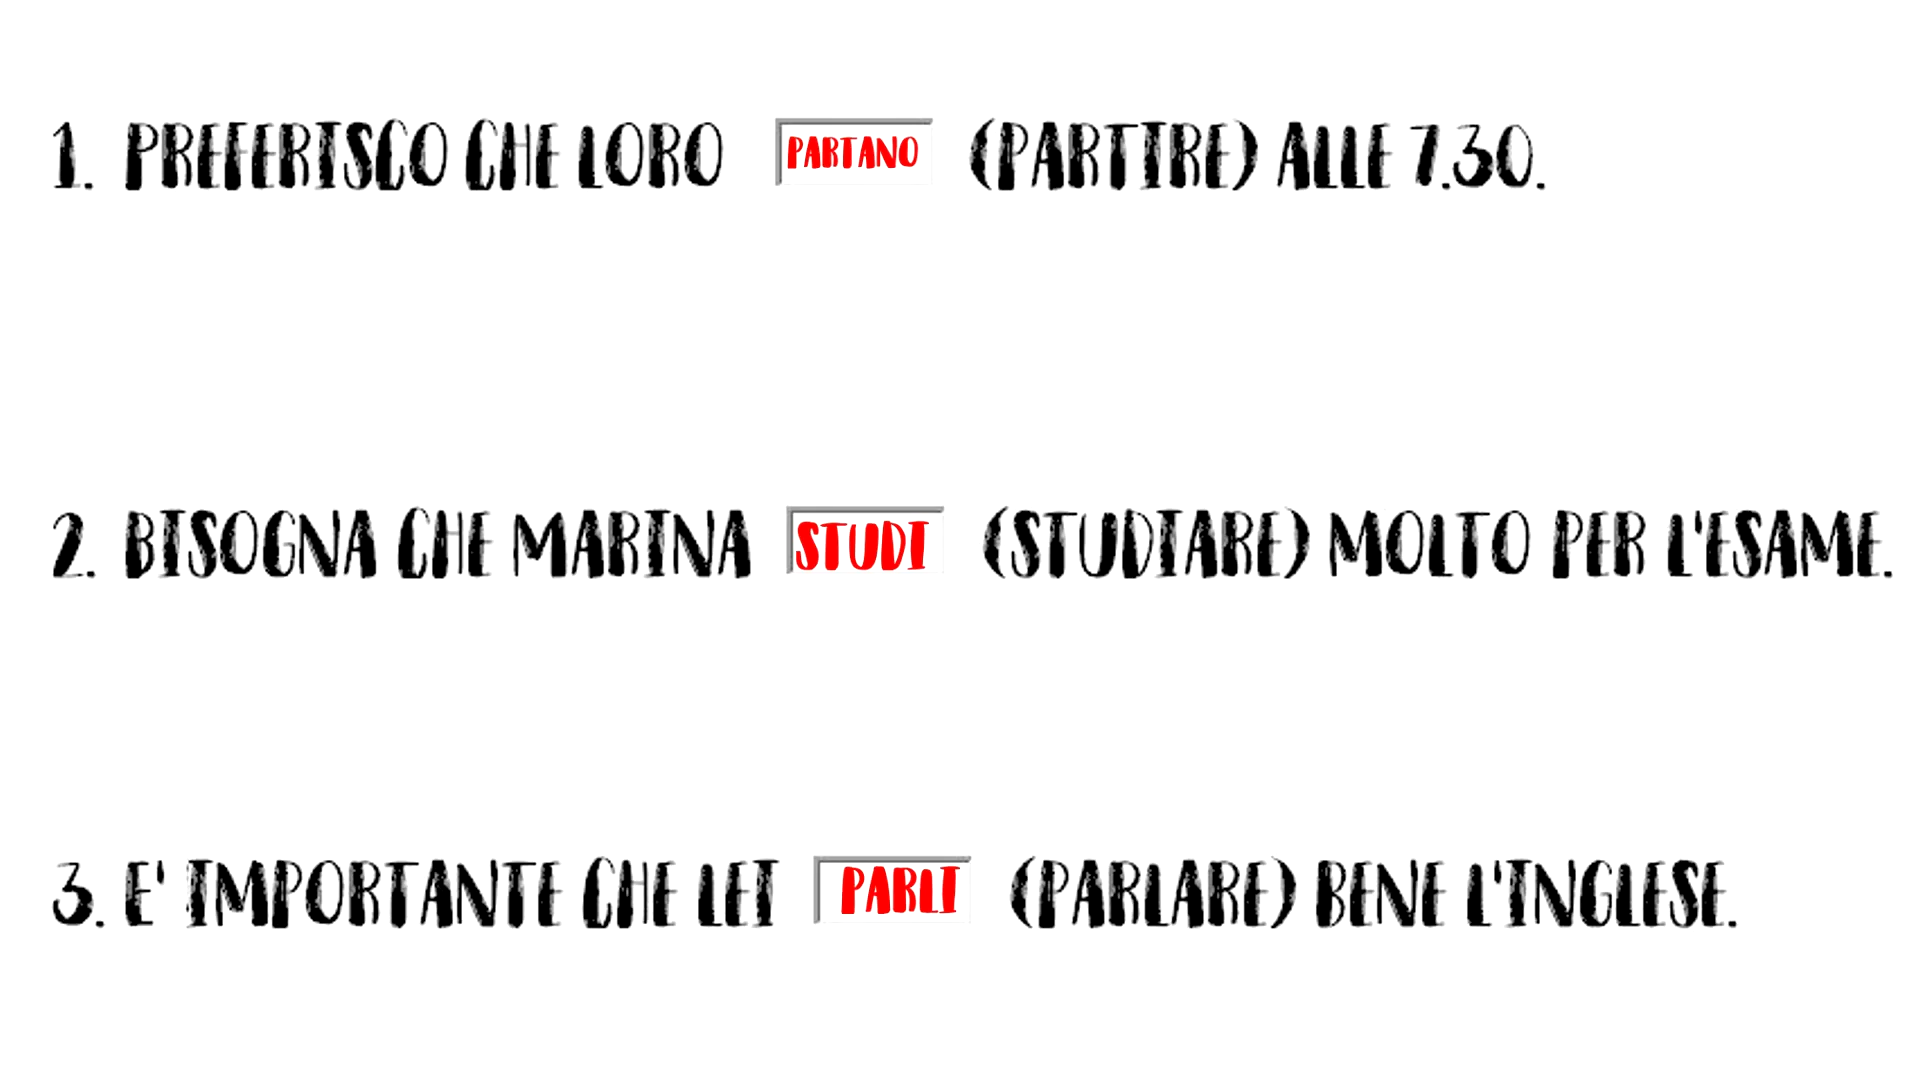 1. PREFERISCO CHE LORO PARTANO (PARTIRE) ALLE 7.30.
2. BISOGNA CHE MARINA STUDI (STUDIARE) MOLTO PER L'ESAME.
3. E' IMPORTANTE CHE LEI PARLI (PARLARE) BENE L'INGLESE.